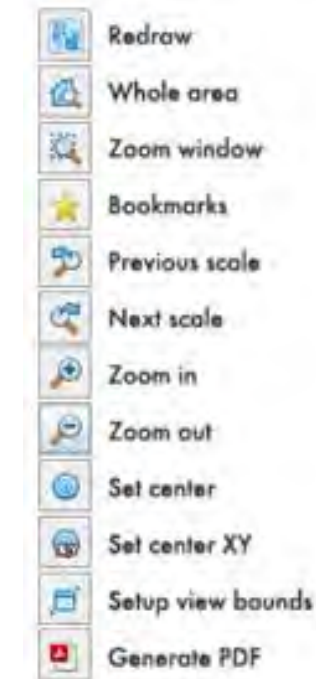 Redraw
Whole area
Zoom window
Bookmarks
Previous scale
Next scale
Zoom in
Zoom out
Set center
Set center XY
Setup view bounds
Generate PDF